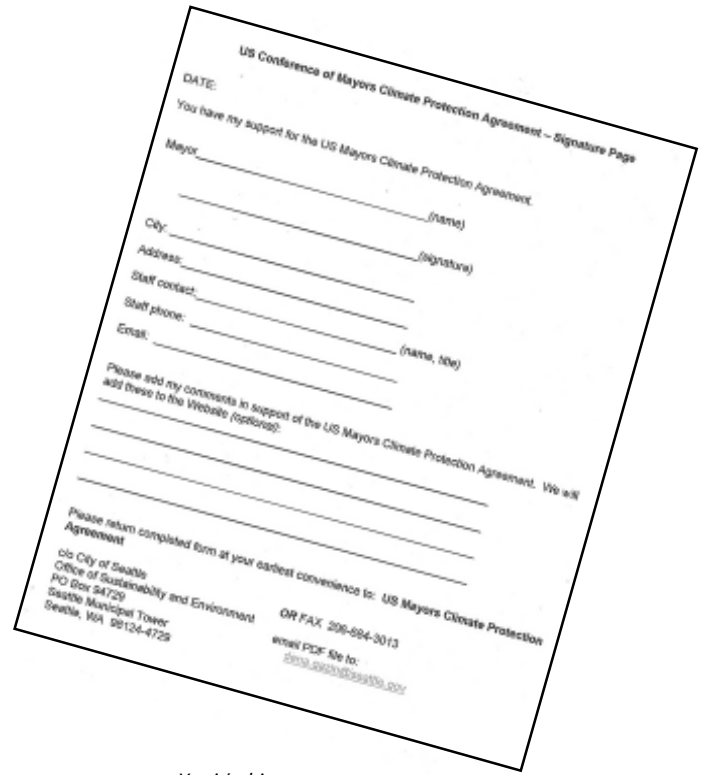 US Conference of Mayors Climate Protection Agreement – Signature Page
DATE:
You have my support for the US Mayors Climate Protection Agreement.
Mayor (name)
(signature)
City:
Address:
Staff contact: (name, title)
Staff phone:
Email:
Please add my comments in support of the US Mayors Climate Protection Agreement. We will
add these to the Website (optional):
Please return completed form at your earliest convenience to: US Mayors Climate Protection
Agreement
c/o City of Seattle
Office of Sustainability and Environment
PO Box 94729
Seattle Municipal Tower
Seattle, WA 98124-4729
OR FAX 206-684-3013
email PDF file to: